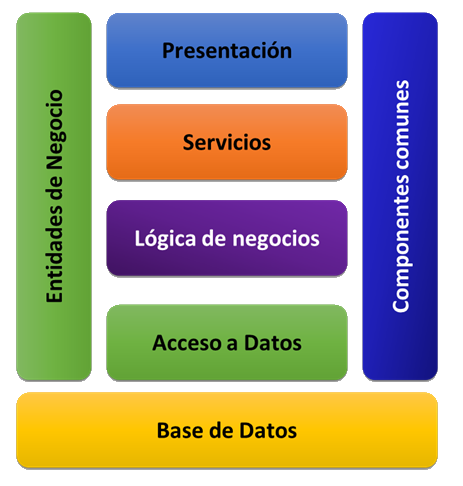 Entidades de Negocio
Presentación
Servicios
Lógica de negocios
Acceso a Datos
Componentes comunes
Base de Datos